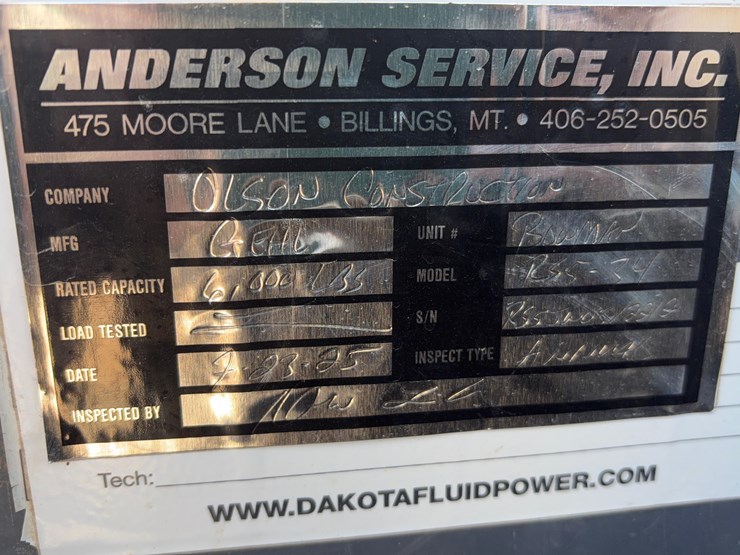 ANDERSON SERVICE, INC.
475 MOORE LANE • BILLINGS, MT. • 406-252-0505
COMPANY OLSON CONSTRUCTION
MFG GEHL UNIT #
RATED CAPACITY 6,000 LBS MODEL
LOAD TESTED S/N
DATE INSPECT TYPE ANNUAL
INSPECTED BY
Tech:
WWW.DAKOTAFLUIDPOWER.COM